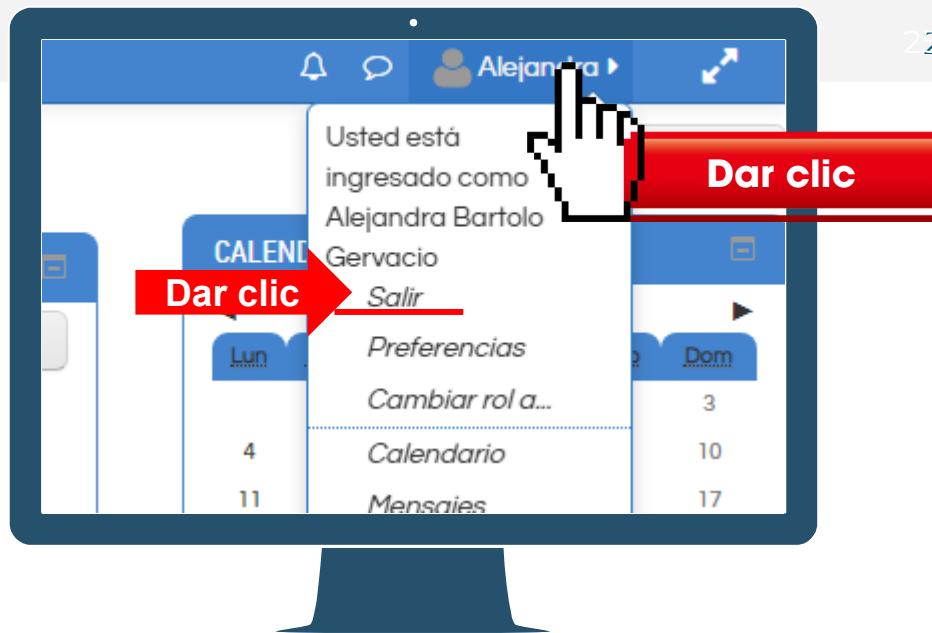 22
Alejandra
Usted está
ingresado como
Alejandra Bartolo
Gervacio
Dar clic
CALEND
Dar clic
Salir
Preferencias
Cambiar rol a...
Calendario
Mensajes
Lun
Dom
3
4
10
11
17